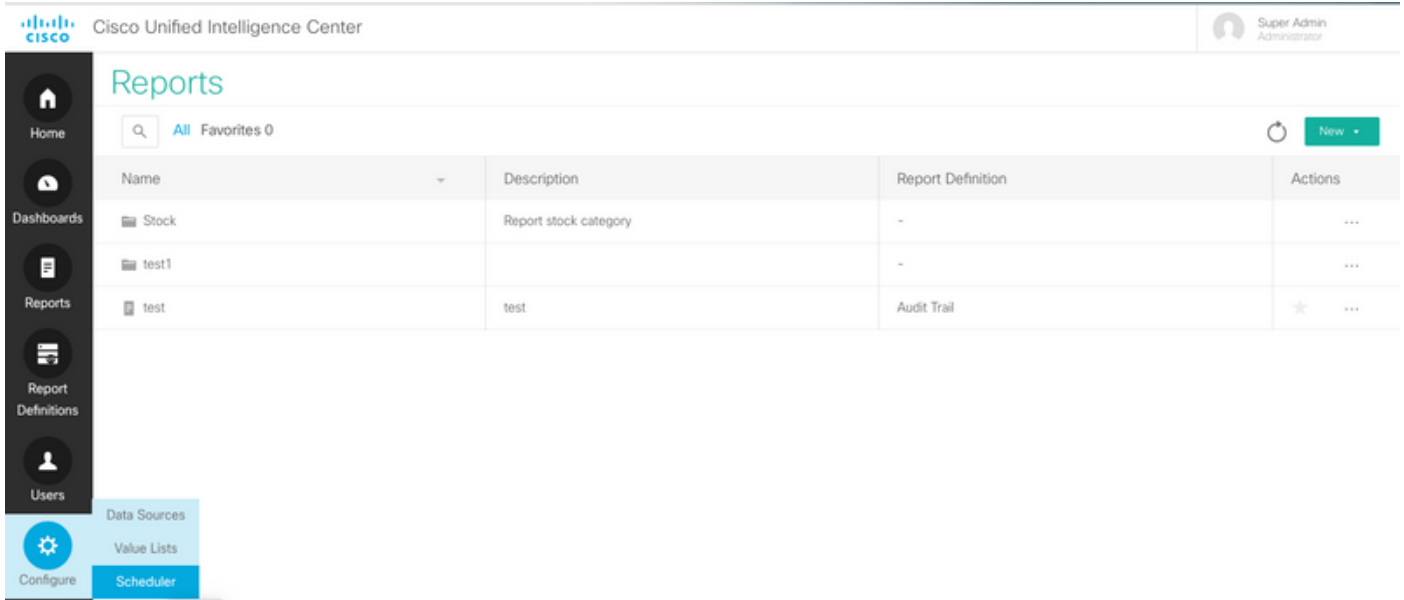 CISCO
Cisco Unified Intelligence Center
Super Admin
Administrator
Reports
All Favorites 0
New
Name
Description
Report Definition
Actions
Stock
Report stock category
-
...
test1
-
...
test
test
Audit Trail
...
Home
Dashboards
Reports
Report
Definitions
Users
Configure
Data Sources
Value Lists
Scheduler